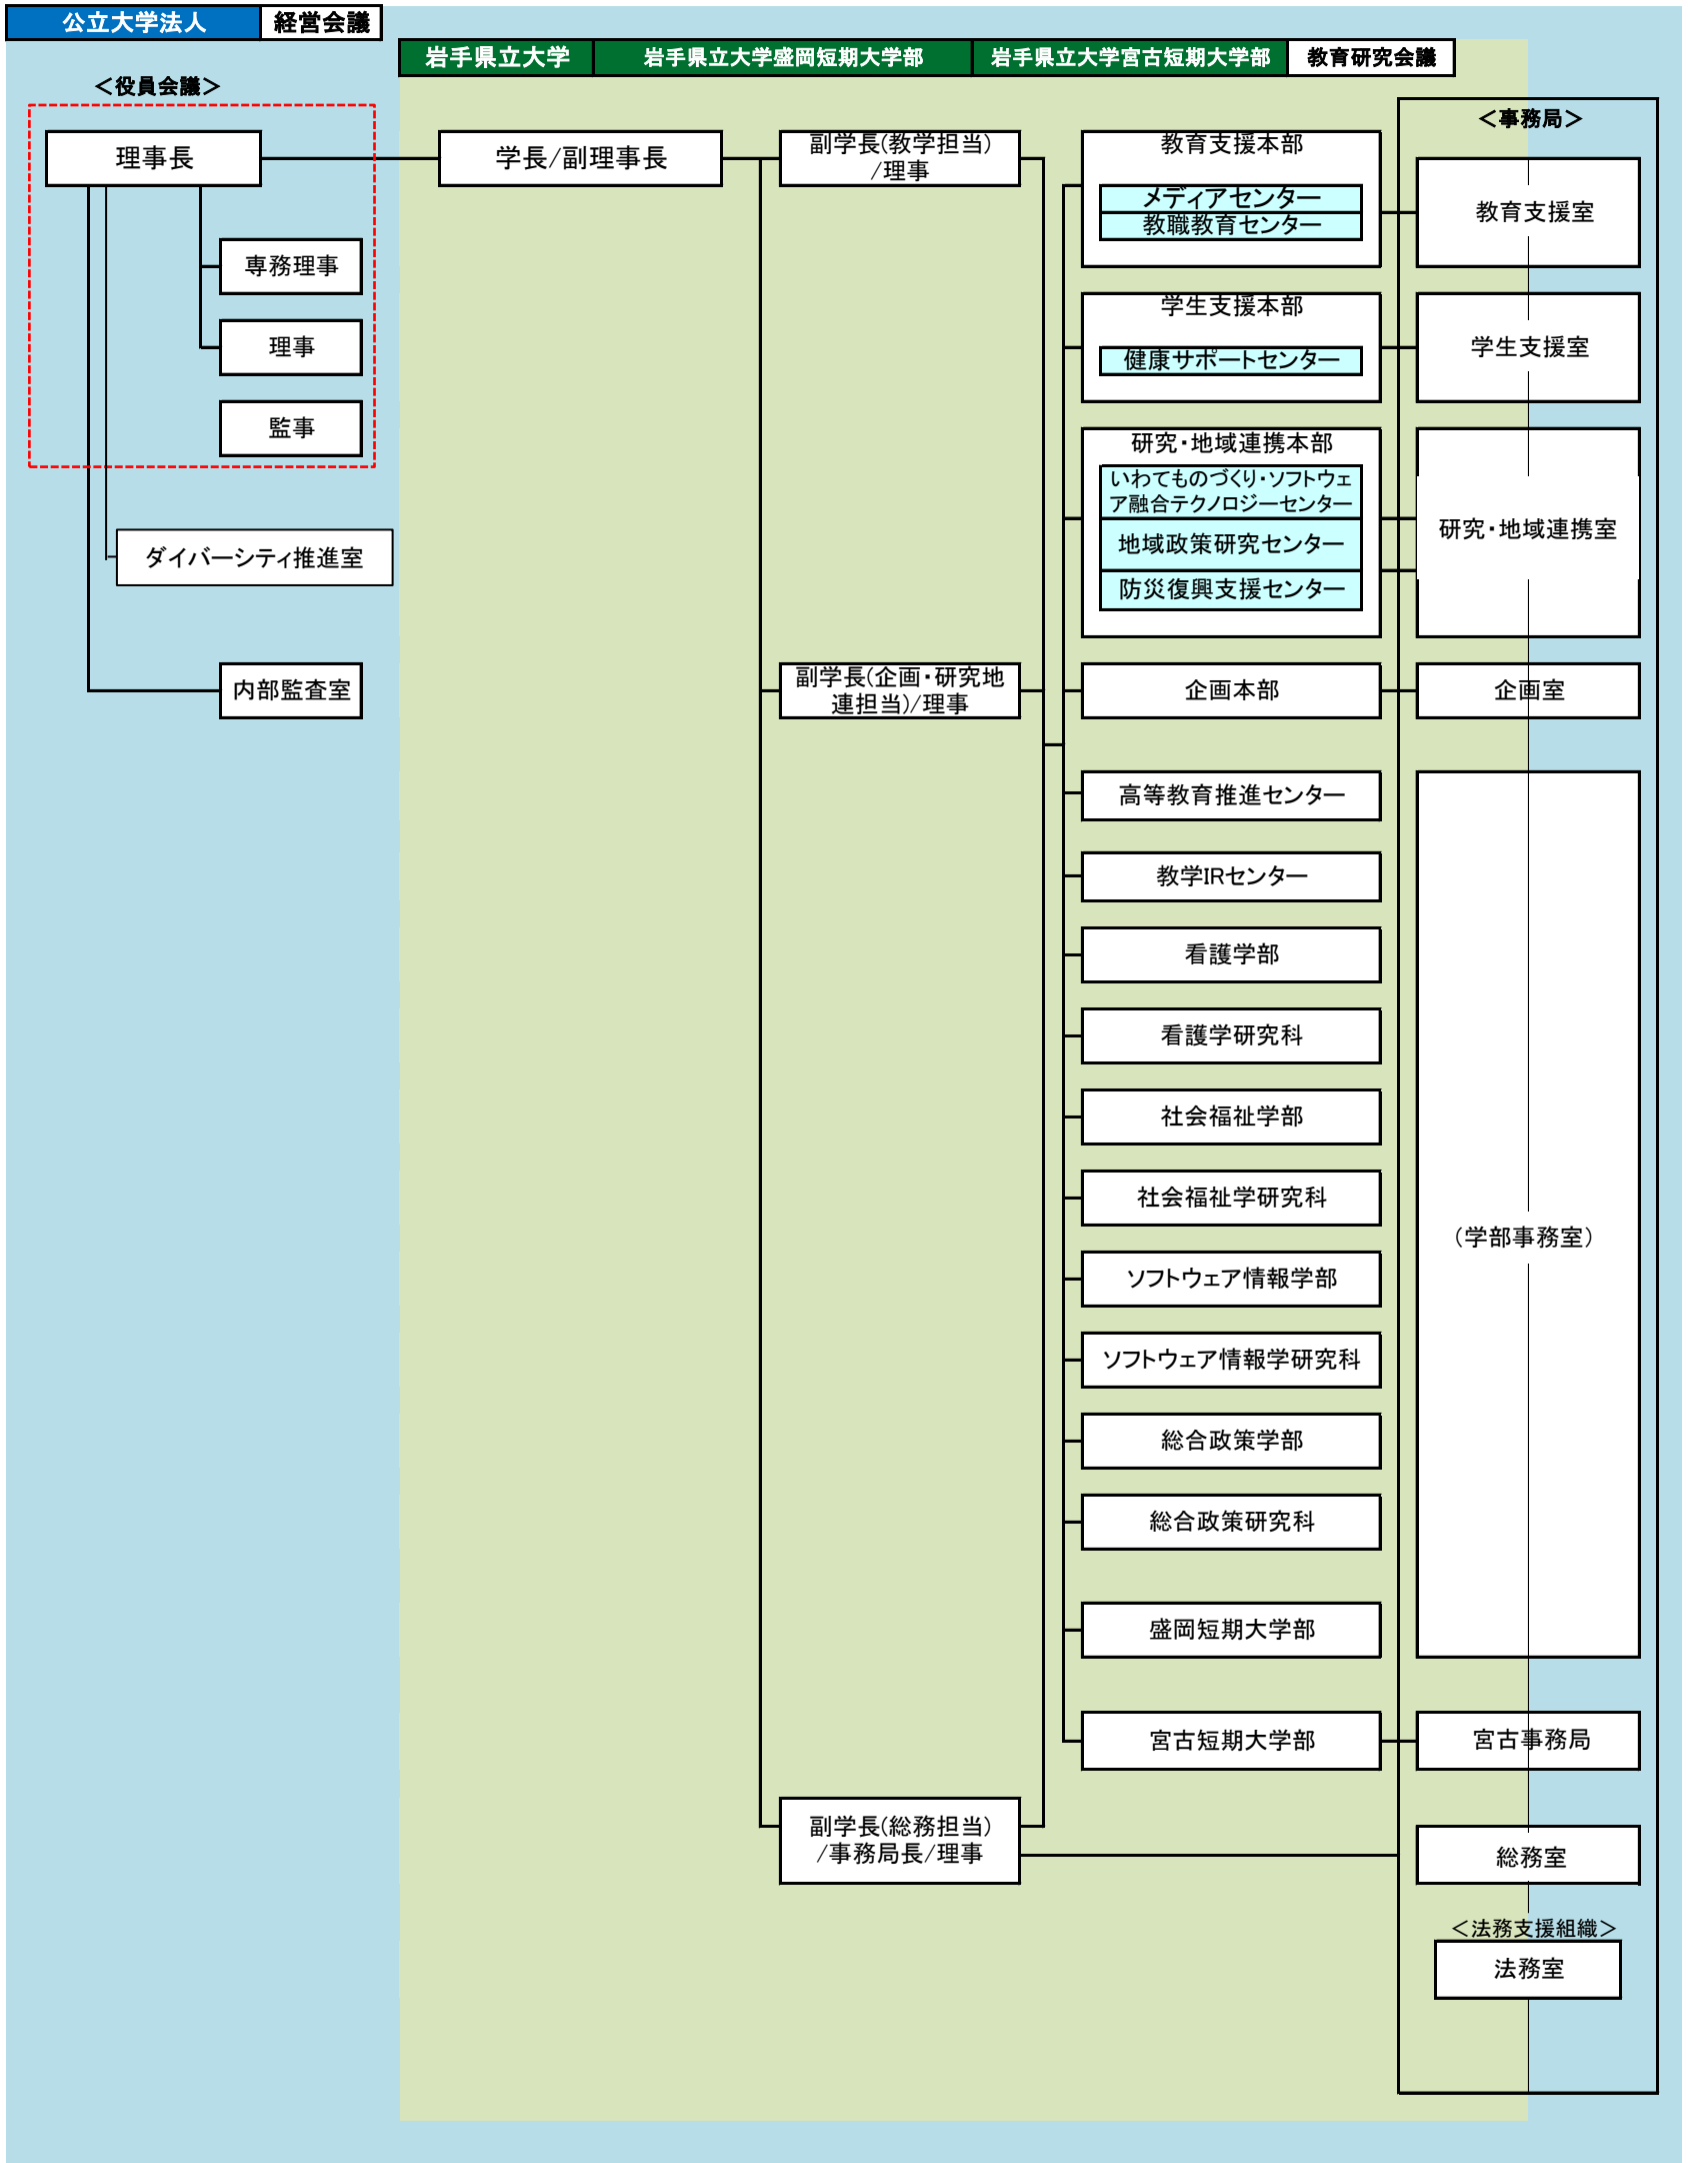 公立大学法人
経営会議
岩手県立大学
岩手県立大学盛岡短期大学部
岩手県立大学宮古短期大学部
教育研究会議
＜役員会議＞
理事長
専務理事
理事
監事
ダイバーシティ推進室
内部監査室
学長/副理事長
副学長(教学担当)
/理事
副学長(企画・研究地
連担当)/理事
副学長(総務担当)
/事務局長/理事
教育支援本部
メディアセンター
教職教育センター
学生支援本部
健康サポートセンター
研究・地域連携本部
いわてものづくり・ソフトウェ
ア融合テクノロジーセンター
地域政策研究センター
防災復興支援センター
企画本部
高等教育推進センター
教学IRセンター
看護学部
看護学研究科
社会福祉学部
社会福祉学研究科
ソフトウェア情報学部
ソフトウェア情報学研究科
総合政策学部
総合政策研究科
盛岡短期大学部
宮古短期大学部
＜事務局＞
教育支援室
学生支援室
研究・地域連携室
企画室
（学部事務室）
宮古事務局
総務室
＜法務支援組織＞
法務室